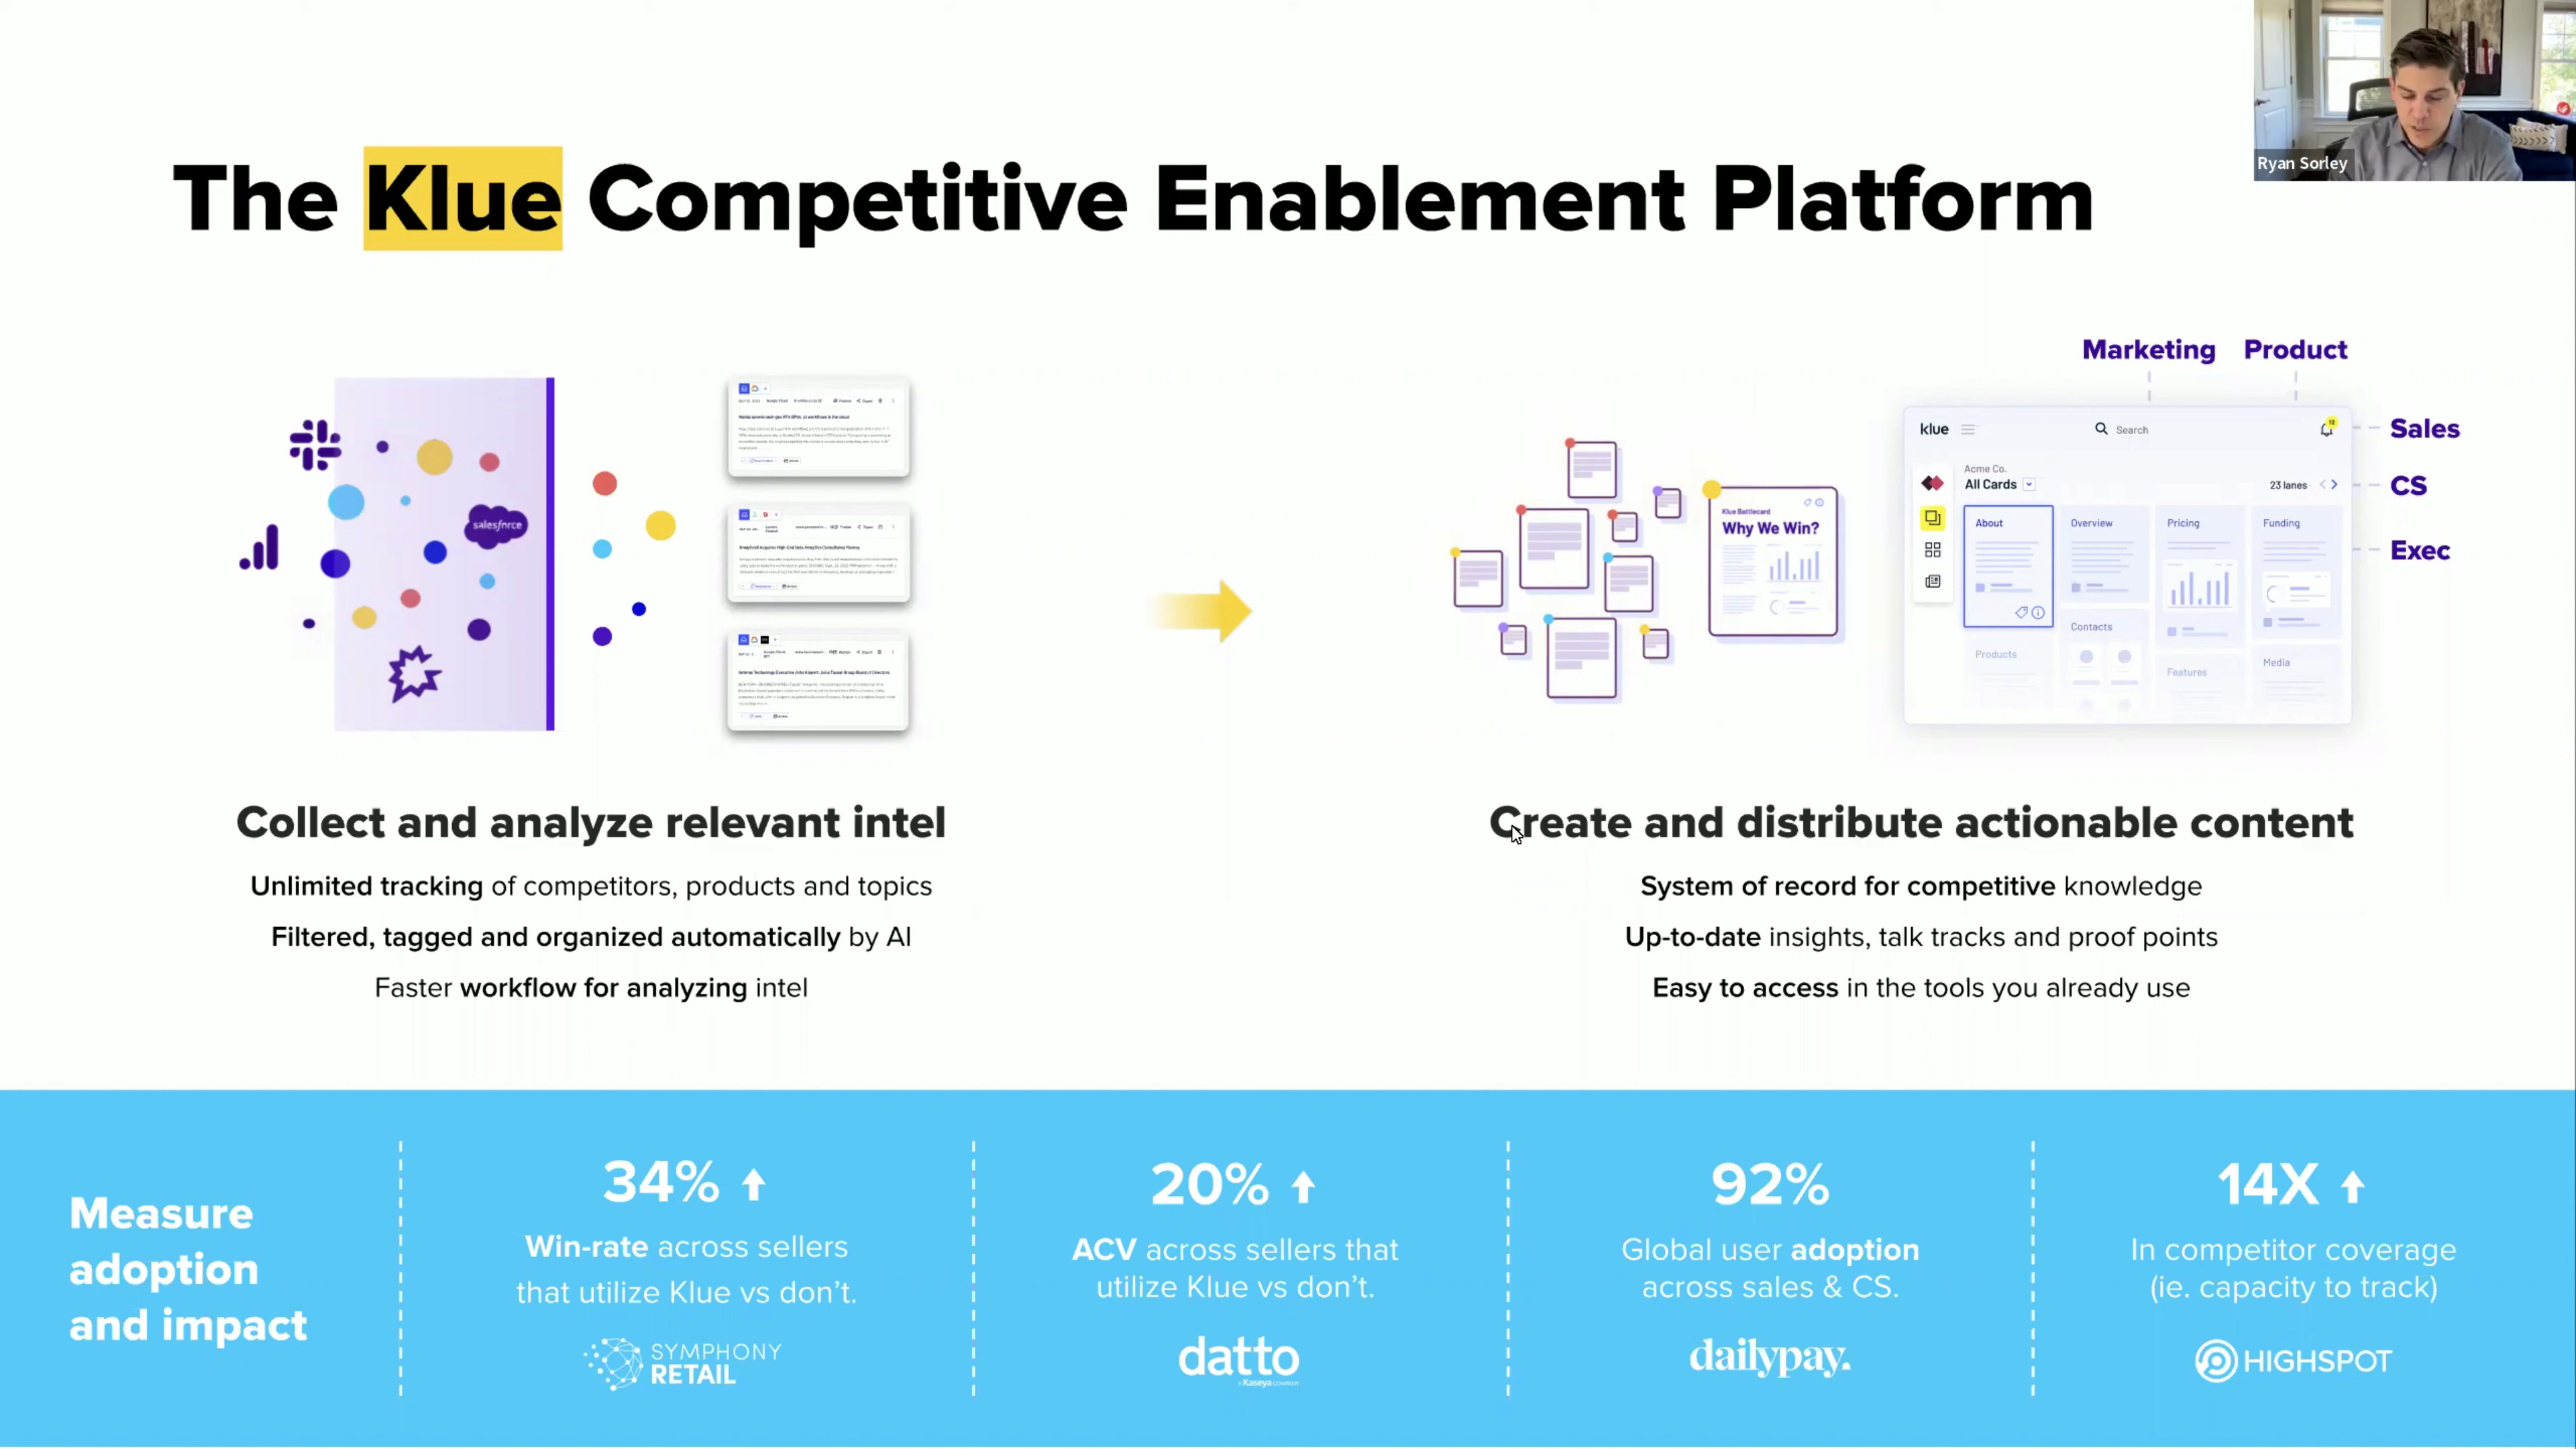 Ryan Sorley
The Klue Competitive Enablement Platform
Marketing Product
Sales
CS
Exec
salesforce
Klue Battlecard
Why We Win?
klue
Search
12
Acme Co.
All Cards
23 lanes
About
Overview
Pricing
Funding
Contacts
Products
Features
Media
Collect and analyze relevant intel
Unlimited tracking of competitors, products and topics
Filtered, tagged and organized automatically by AI
Faster workflow for analyzing intel
Create and distribute actionable content
System of record for competitive knowledge
Up-to-date insights, talk tracks and proof points
Easy to access in the tools you already use
Measure
adoption
and impact
34%
Win-rate across sellers
that utilize Klue vs don't.
SYMPHONY
RETAIL
20%
ACV across sellers that
utilize Klue vs don't.
datto
A Kaseya COMPANY
92%
Global user adoption
across sales & CS.
dailypay.
14X
In competitor coverage
(ie. capacity to track)
HIGHSPOT